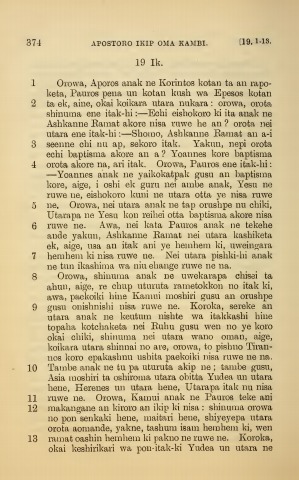 374 APOSTORO IKIP OMA KAMBI. [19. 1-13.
19 Ik.
1 Orowa, Aporos anak ne Korintos kotan ta an rapo-
keta, Pauros pena un kotan kush wa Epesos kotan
2 ta ek, aine, okai koikara utara nukara: orowa, orota
shinuma ene itak-hi:—Echi eishokoro ki ita anak ne
Ashkanne Ramat akore nisa ruwe he an? orota nei
utara ene itak-hi:—Shomo, Ashkanne Ramat an a-i
3 seenne chi nu ap, sekoro itak. Yakun, nepi orota
echi baptisma akore an a? Yoannes kore baptisma
4 orota akore na, ari itak. Orowa, Pauros ene itak-hi:
—Yoannes anak ne yaikokatpak gusu an baptisma
kore, aige, i oshi ek guru nei ambe anak, Yesu ne
ruwe ne, eishokoro kuni ne utara otta ye nisa ruwe
5 ne, Orowa, nei utara anak ne tap orushpe nu chiki,
Utarapa ne Yesu kon reihei otta baptisma akore nisa
6 ruwe ne. Awa, nei kata Pauros anak ne tekehe
ande yakun, Ashkanne Ramat nei utara kashiketa
ek, aige, usa an itak ani ye hemhem ki, uweingara
7 hemhem ki nisa ruwe ne. Nei utara pishki-hi anak
ne tun ikashima wa niu ehange ruwe ne na.
8 Orowa, shinuma anak ne uwekarapa chisei ta
ahun, aige, re chup uturuta rametokkon no itak ki,
awa, paekoiki hine Kamui moshiri gusu an orushpe
9 gusu onishnishi nisa ruwe ne. Koroka, sereke an
utara anak ne keutum nishte wa itakkashi hine
topaha kotchaketa nei Ruhu gusu wen no ye koro
okai chiki, shinuma nei utara wano oman, aige,
koikara utara shinnai no are, orowa, to pishno Tiran-
nos koro epakashnu ushbita paekoiki nisa ruwe ne na.
10 Tambe anak ne tu pa uturuta akip ne; tambe gusu,
Asia moshiri ta oshiroma utara obitta Yudea un utara
hene, Herenes un utara hene, Utarapa itak nu nisa
11 ruwe ne. Orowa, Kamui anak ne Pauros teke ani
12 makangane an kiroro an ikip ki nisa: shinuma orowa
no pon senkaki hene, maitari hene, shiyeyepa utara
orota aomande, yakne, tashum isam hemhem ki, wen
13 ramat oashin hemhem ki pakno ne ruwe ne. Koroka,
okai keshirikari wa pon-itak-ki Yudea un utara ne